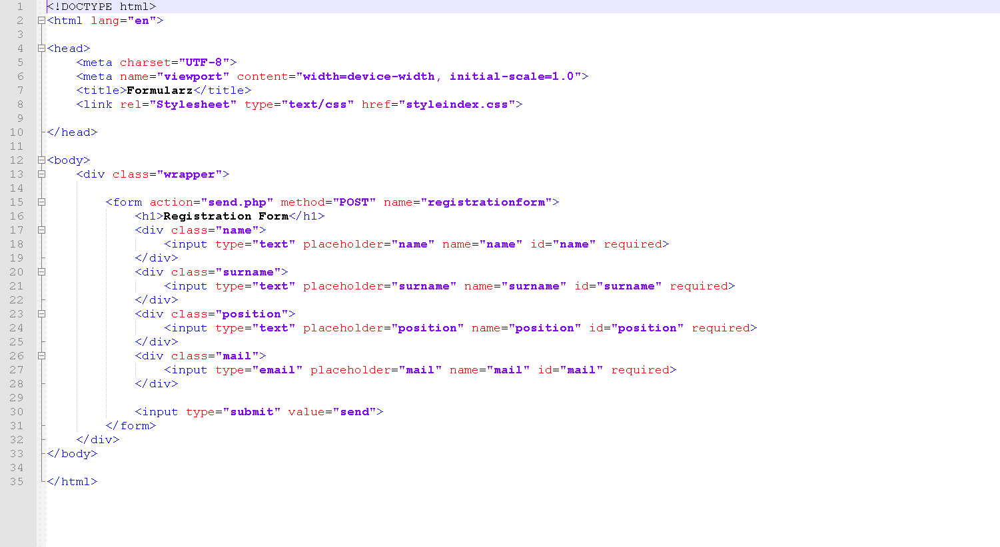 1 <!DOCTYPE html>
2 <html lang="en">
3
4 <head>
5     <meta charset="UTF-8">
6     <meta name="viewport" content="width=device-width, initial-scale=1.0">
7     <title>Formularz</title>
8     <link rel="Stylesheet" type="text/css" href="styleindex.css">
9
10 </head>
11
12 <body>
13     <div class="wrapper">
14
15         <form action="send.php" method="POST" name="registrationform">
16             <h1>Registration Form</h1>
17             <div class="name">
18                 <input type="text" placeholder="name" name="name" id="name" required>
19             </div>
20             <div class="surname">
21                 <input type="text" placeholder="surname" name="surname" id="surname" required>
22             </div>
23             <div class="position">
24                 <input type="text" placeholder="position" name="position" id="position" required>
25             </div>
26             <div class="mail">
27                 <input type="email" placeholder="mail" name="mail" id="mail" required>
28             </div>
29
30             <input type="submit" value="send">
31         </form>
32     </div>
33 </body>
34
35 </html>